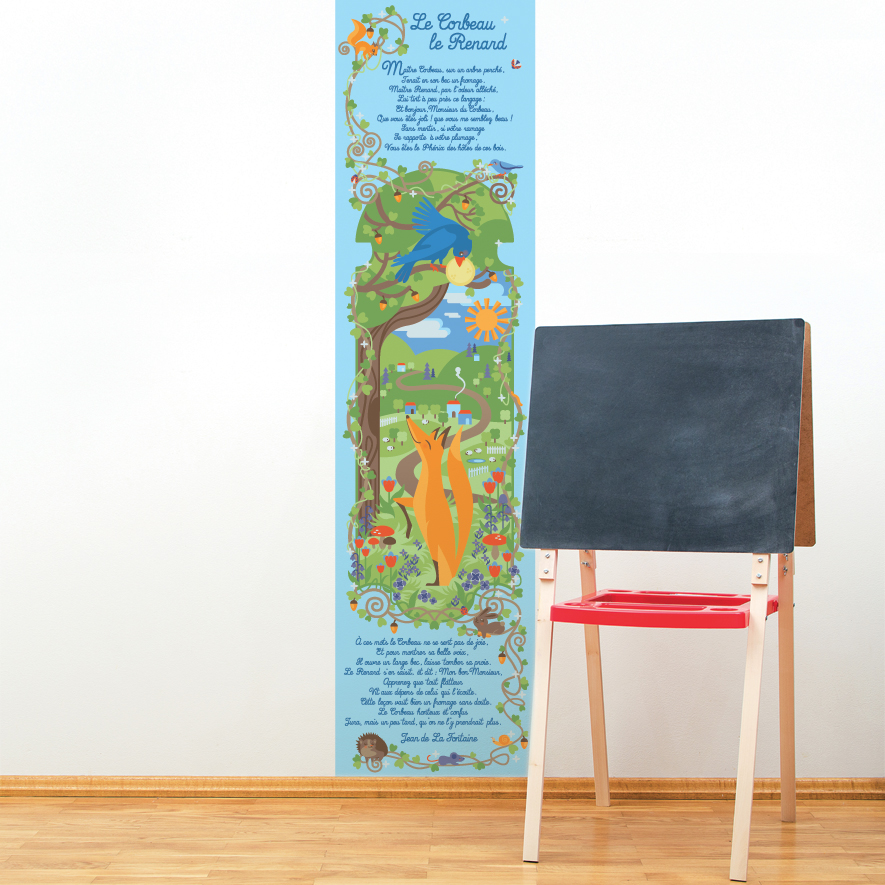 Le Corbeau
le Renard
Maître Corbeau, sur un arbre perché,
Tenait en son bec un fromage.
Maître Renard, par l'odeur alléché,
Lui tint à peu près ce langage :
Et bonjour, Monsieur du Corbeau,
Que vous êtes joli ! que vous me semblez beau !
Sans mentir, si votre ramage
Se rapporte à votre plumage,
Vous êtes le Phénix des hôtes de ces bois.
À ces mots le Corbeau ne se sent pas de joie,
Et pour montrer sa belle voix,
Il ouvre un large bec, laisse tomber sa proie.
Le Renard s'en saisit, et dit : Mon bon Monsieur,
Apprenez que tout flatteur
Vit aux dépens de celui qui l'écoute.
Cette leçon vaut bien un fromage sans doute.
Le Corbeau honteux et confus
Jura, mais un peu tard, qu'on ne l'y prendrait plus.
Jean de La Fontaine